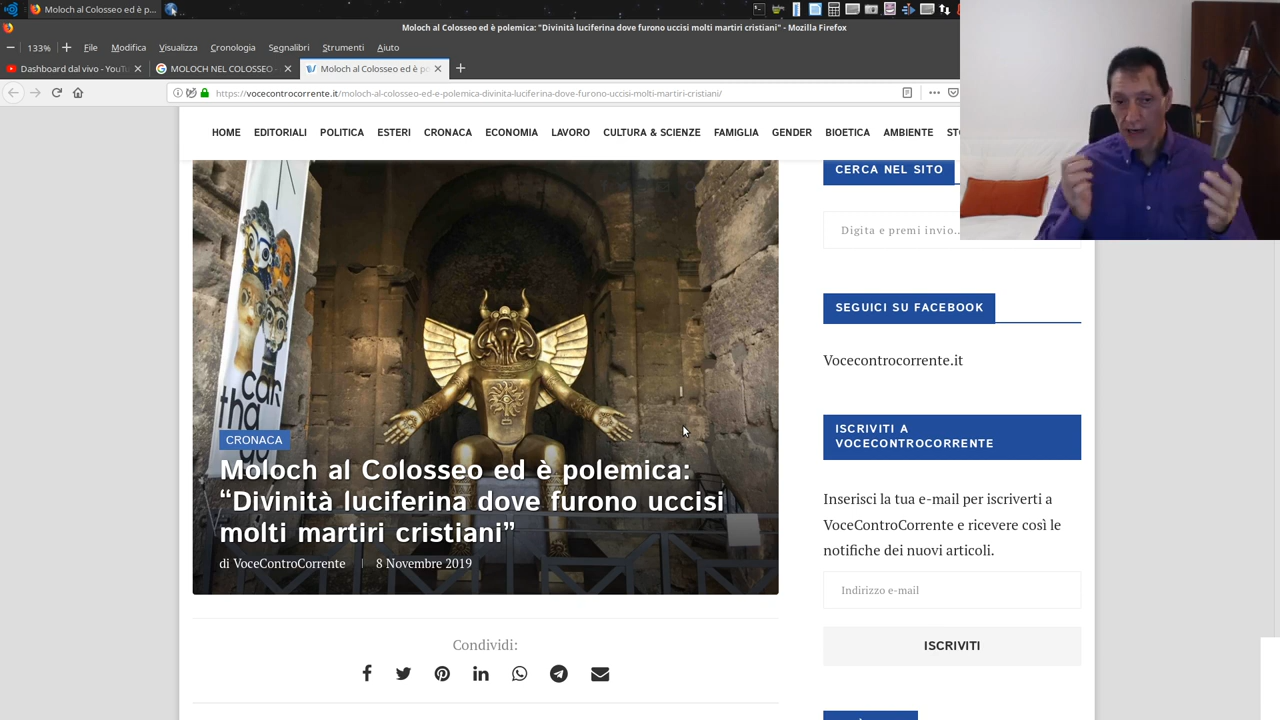 Moloch al Colosseo ed è p...
Moloch al Colosseo ed è polemica: "Divinità luciferina dove furono uccisi molti martiri cristiani" - Mozilla Firefox
133%
File Modifica Visualizza Cronologia Segnalibri Strumenti Aiuto
Dashboard dal vivo - YouTu
MOLOCH NEL COLOSSEO -
Moloch al Colosseo ed è po
https://vocecontrocorrente.it/moloch-al-colosseo-ed-e-polemica-divinita-luciferina-dove-furono-uccisi-molti-martiri-cristiani/
HOME EDITORIALI POLITICA ESTERI CRONACA ECONOMIA LAVORO CULTURA & SCIENZE FAMIGLIA GENDER BIOETICA AMBIENTE
car
tha
go
CRONACA
Moloch al Colosseo ed è polemica:
“Divinità luciferina dove furono uccisi
molti martiri cristiani”
di VoceControCorrente 8 Novembre 2019
Condividi:
CERCA NEL SITO
Digita e premi invio...
SEGUICI SU FACEBOOK
Vocecontrocorrente.it
ISCRIVITI A
VOCECONTROCORRENTE
Inserisci la tua e-mail per iscriverti a
VoceControCorrente e ricevere così le
notifiche dei nuovi articoli.
Indirizzo e-mail
ISCRIVITI